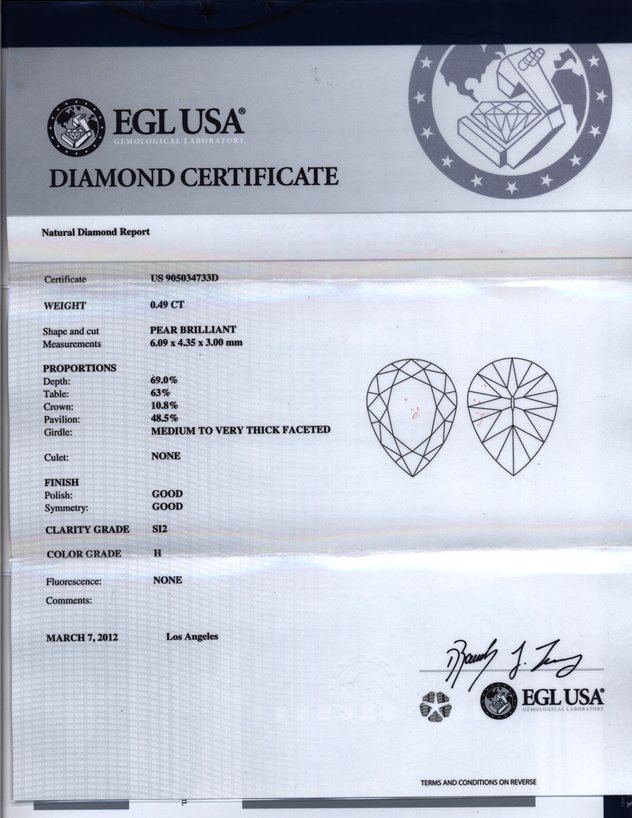 EGL USA®
GEMOLOGICAL LABORATORY
DIAMOND CERTIFICATE
Natural Diamond Report
Certificate US 905034733D
WEIGHT 0.49 CT
Shape and cut PEAR BRILLIANT
Measurements 6.09 x 4.35 x 3.00 mm
PROPORTIONS
Depth: 69.0%
Table: 63%
Crown: 10.8%
Pavilion: 48.5%
Girdle: MEDIUM TO VERY THICK FACETED
Culet: NONE
FINISH
Polish: GOOD
Symmetry: GOOD
CLARITY GRADE SI2
COLOR GRADE H
Fluorescence: NONE
Comments:
MARCH 7, 2012 Los Angeles
EGL USA®
GEMOLOGICAL LABORATORY
TERMS AND CONDITIONS ON REVERSE